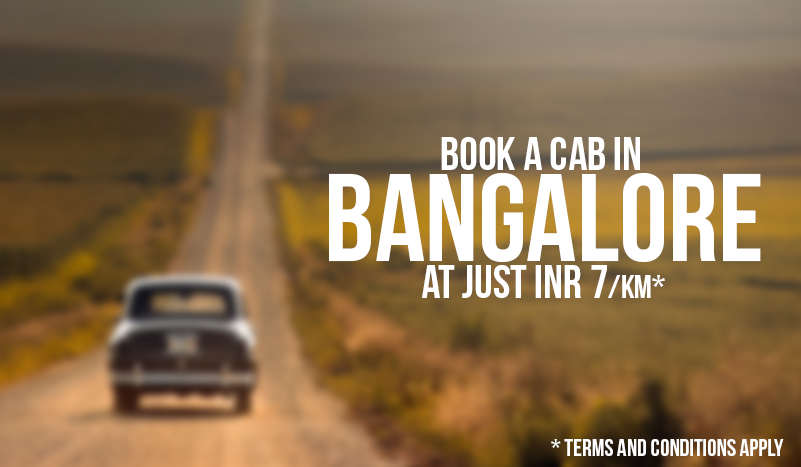 BOOK A CAB IN
BANGALORE
AT JUST INR 7/KM*
* TERMS AND CONDITIONS APPLY